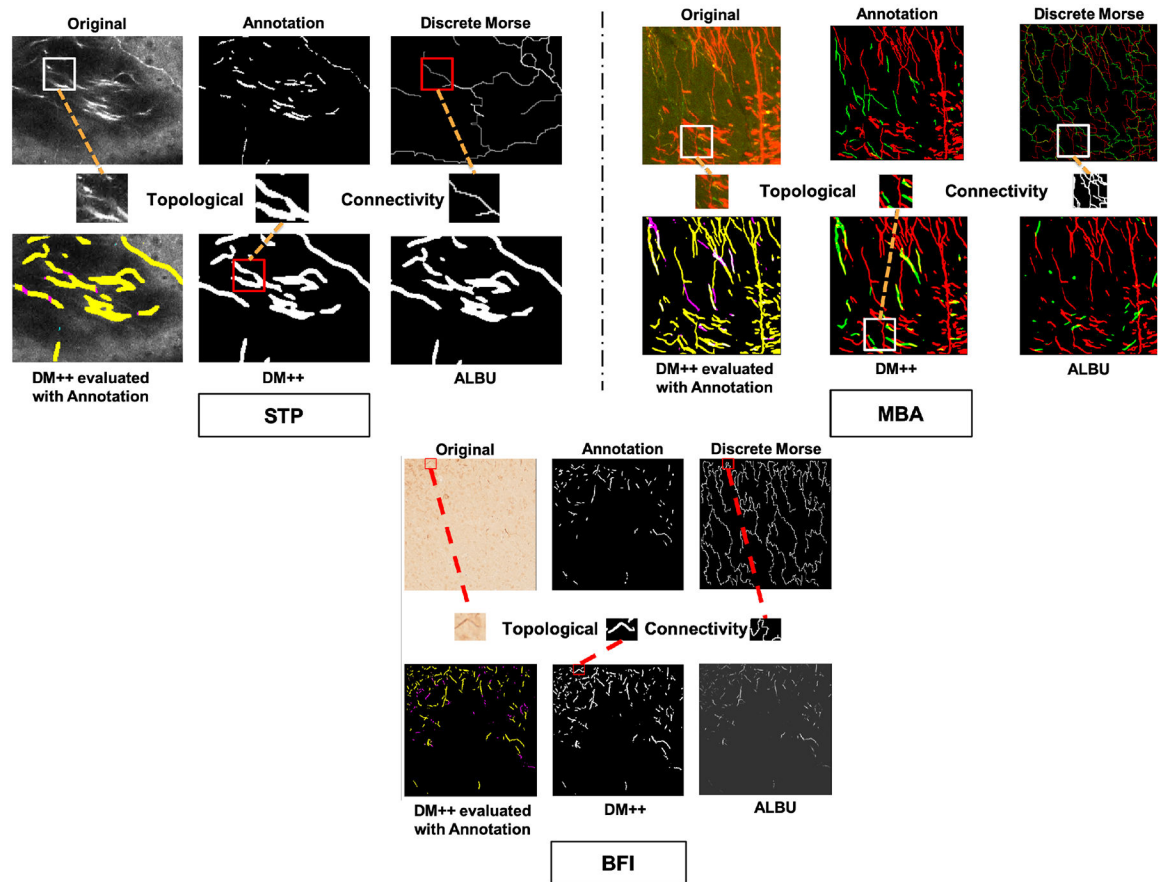 Original
Annotation
Discrete Morse
Topological
Connectivity
DM++ evaluated
with Annotation
DM++
ALBU
STP
Original
Annotation
Discrete Morse
Topological
Connectivity
DM++ evaluated
with Annotation
DM++
ALBU
MBA
Original
Annotation
Discrete Morse
Topological
Connectivity
DM++ evaluated
with Annotation
DM++
ALBU
BFI